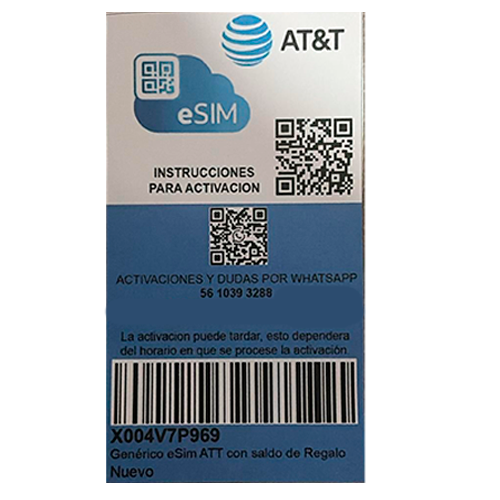 AT&T
eSIM
INSTRUCCIONES
PARA ACTIVACION
ACTIVACIONES Y DUDAS POR WHATSAPP
56 1039 3288
La activacion puede tardar, esto dependera
del horario en que se procese la activación.
X004V7P969
Genérico eSim ATT con saldo de Regalo
Nuevo